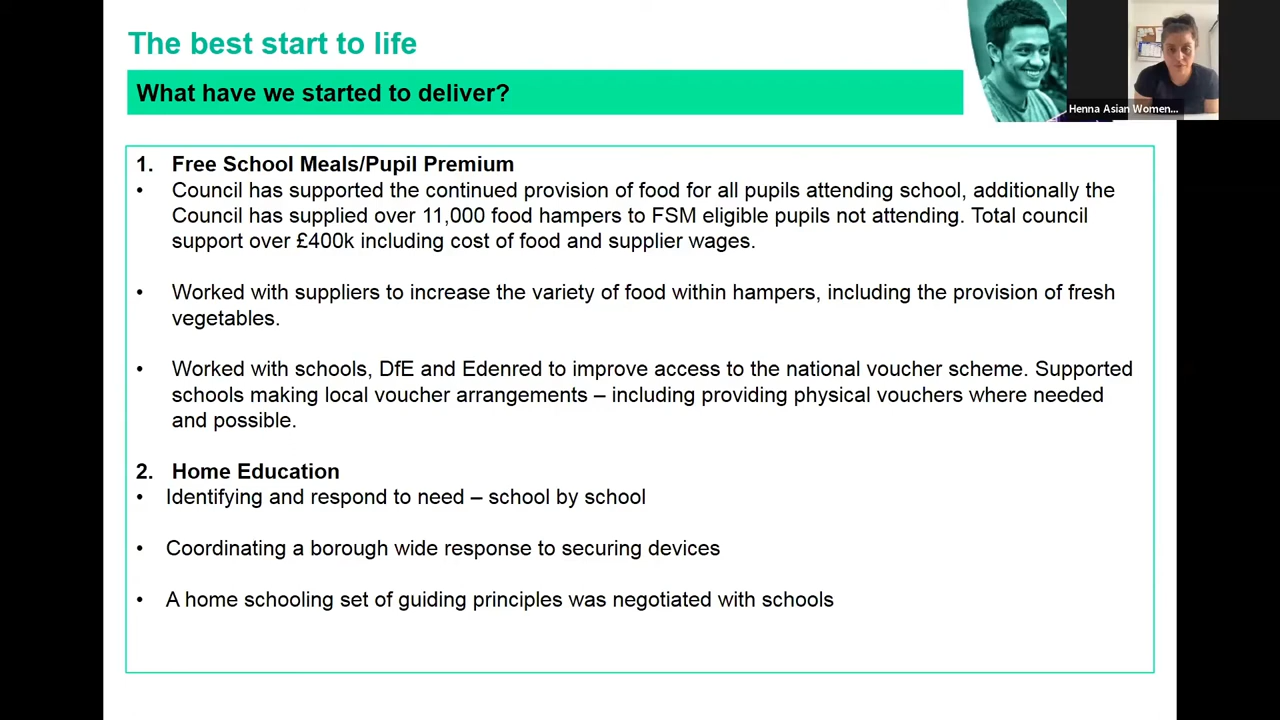 The best start to life
What have we started to deliver?
Henna Asian Women...
1. Free School Meals/Pupil Premium
• Council has supported the continued provision of food for all pupils attending school, additionally the
Council has supplied over 11,000 food hampers to FSM eligible pupils not attending. Total council
support over £400k including cost of food and supplier wages.
• Worked with suppliers to increase the variety of food within hampers, including the provision of fresh
vegetables.
• Worked with schools, DfE and Edenred to improve access to the national voucher scheme. Supported
schools making local voucher arrangements – including providing physical vouchers where needed
and possible.
2. Home Education
• Identifying and respond to need – school by school
• Coordinating a borough wide response to securing devices
• A home schooling set of guiding principles was negotiated with schools